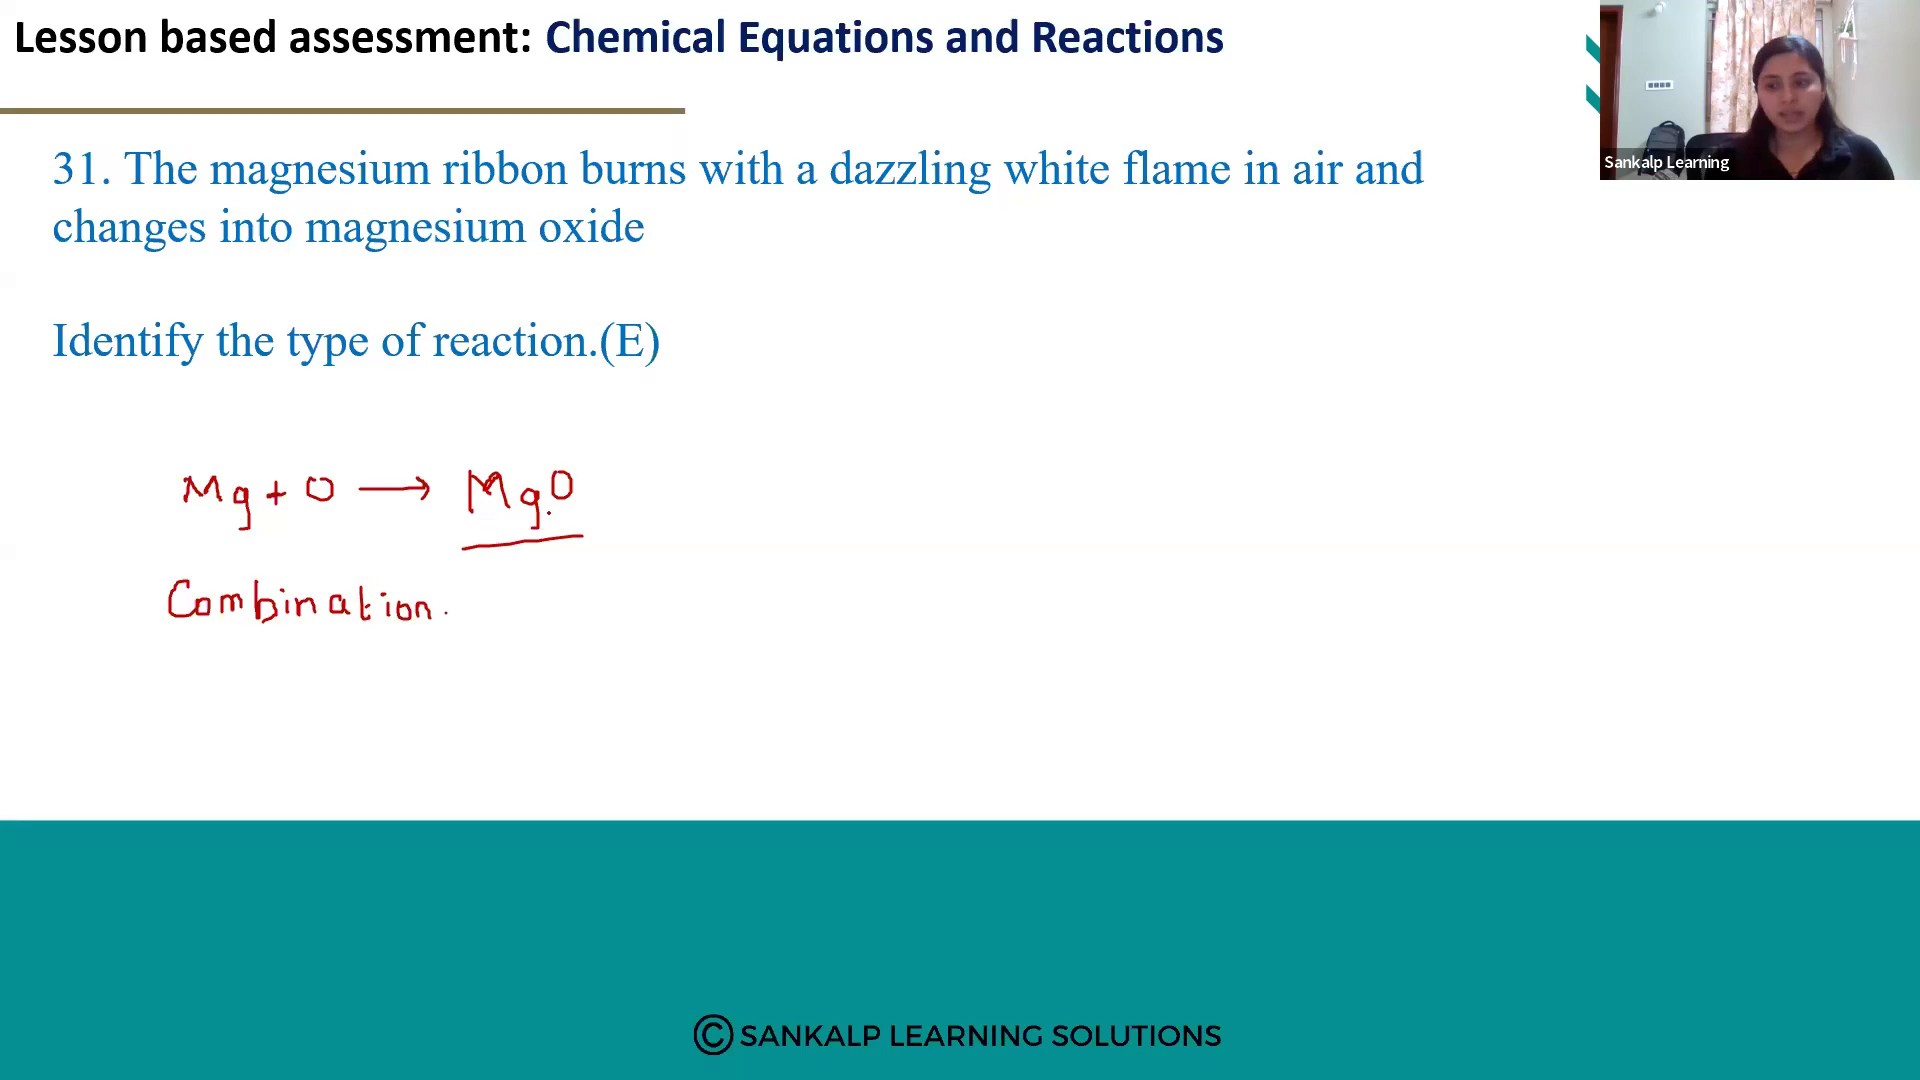 Lesson based assessment: Chemical Equations and Reactions
Sankalp Learning
31. The magnesium ribbon burns with a dazzling white flame in air and
changes into magnesium oxide
Identify the type of reaction.(E)
Mg + O → MgO
Combination.
© SANKALP LEARNING SOLUTIONS